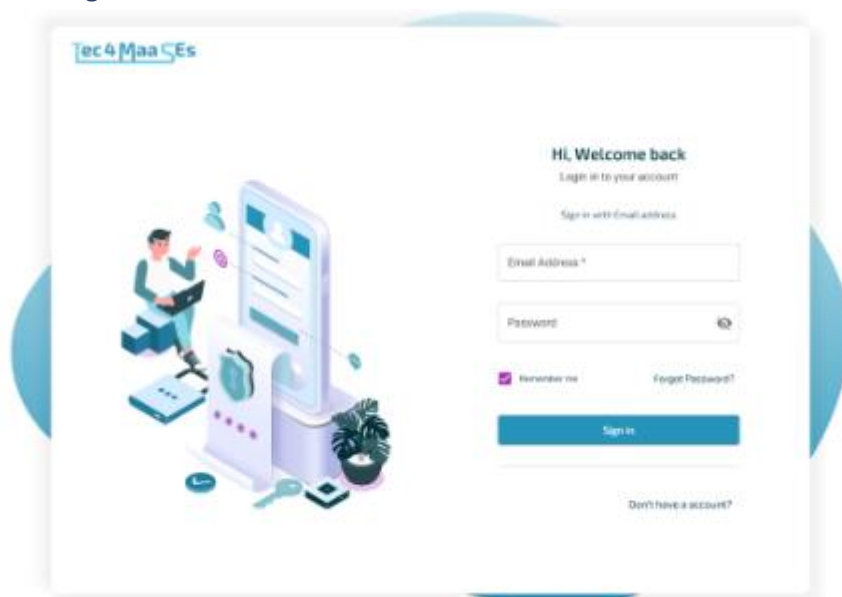 Tec4MaaSEs
Hi, Welcome back
Login in to your account
Sign in with Email address
Email Address *
Password
Remember me
Forgot Password?
Sign in
Don't have a account?